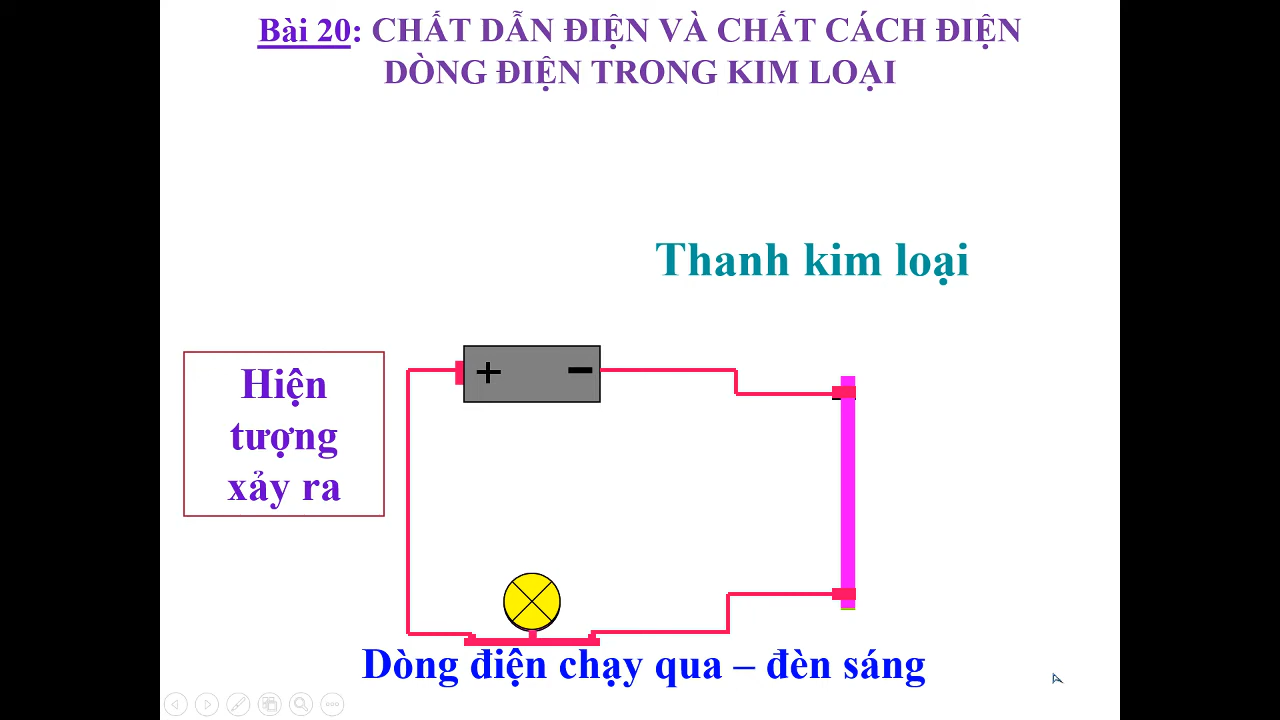 Bài 20: CHẤT DẪN ĐIỆN VÀ CHẤT CÁCH ĐIỆN
DÒNG ĐIỆN TRONG KIM LOẠI
Thanh kim loại
+ –
Hiện
tượng
xảy ra
Dòng điện chạy qua – đèn sáng